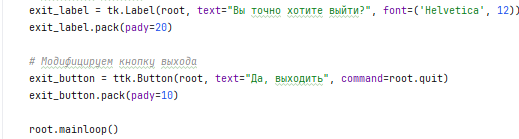 exit_label = tk.Label(root, text="Вы точно хотите выйти?", font=('Helvetica', 12))
exit_label.pack(pady=20)
# Модифицируем кнопку выхода
exit_button = ttk.Button(root, text="Да, выходить", command=root.quit)
exit_button.pack(pady=10)
root.mainloop()